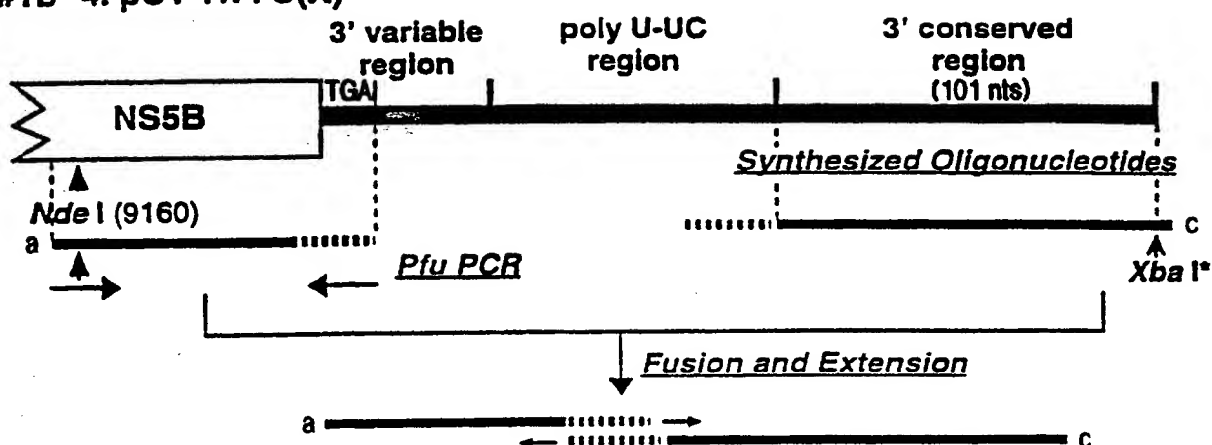 3' variable region
poly U-UC region
3' conserved region (101 nts)
TGA
NS5B
Synthesized Oligonucleotides
Nde I (9160)
a
c
Pfu PCR
Xba I*
Fusion and Extension
a
c